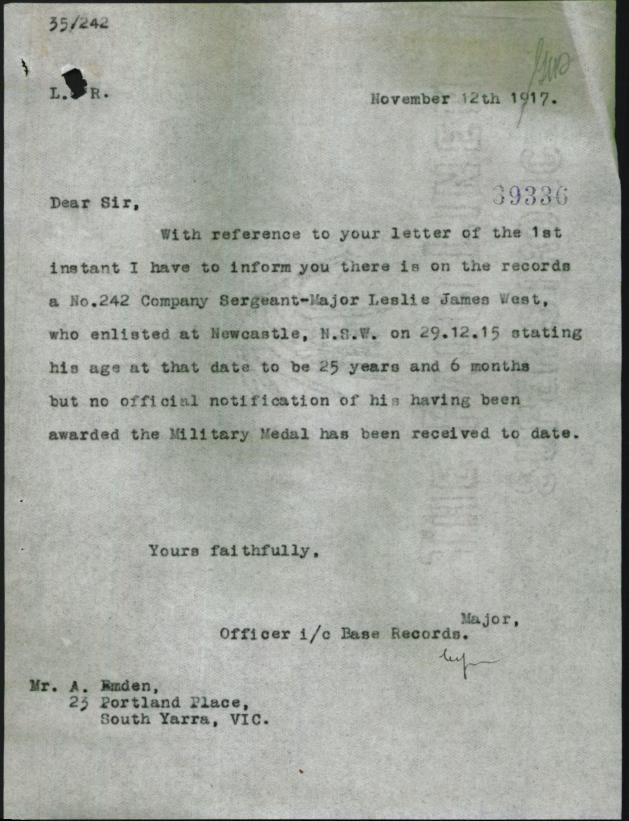 35/242
L. R.
November 12th 1917.
Dear Sir,
39336
With reference to your letter of the 1st
instant I have to inform you there is on the records
a No.242 Company Sergeant-Major Leslie James West,
who enlisted at Newcastle, N.S.W. on 29.12.15 stating
his age at that date to be 25 years and 6 months
but no official notification of his having been
awarded the Military Medal has been received to date.
Yours faithfully,
Major,
Officer i/c Base Records.
Mr. A. Emden,
23 Portland Place,
South Yarra, VIC.